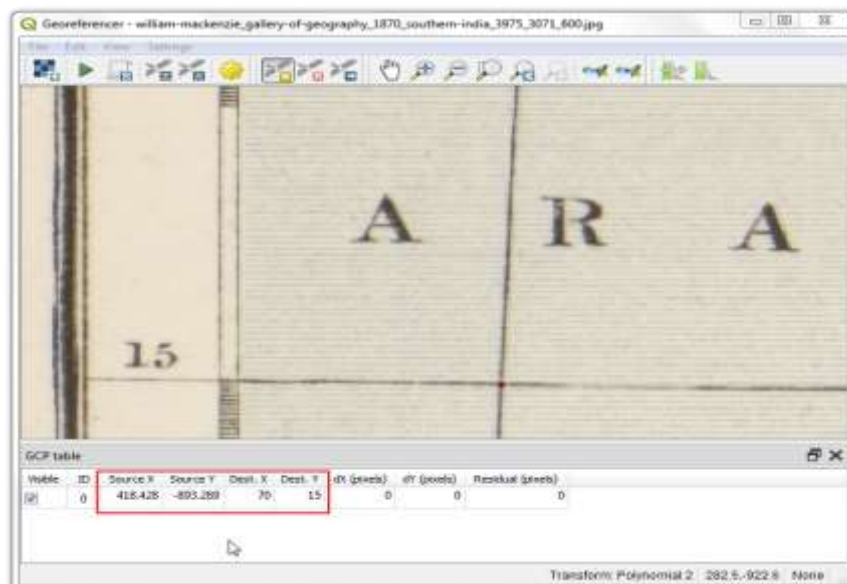 Georeferencer - william-mackenzie_gallery-of-geography_1870_southern-india_3975_3071_600.jpg
File Edit View Settings
A R A
15
GCP table
Visible ID Source X Source Y Dest. X Dest. Y dX (pixels) dY (pixels) Residual (pixels)
0 418.428 -893.289 70 15 0 0 0
Transform: Polynomial 2 282.5,-922.8 None